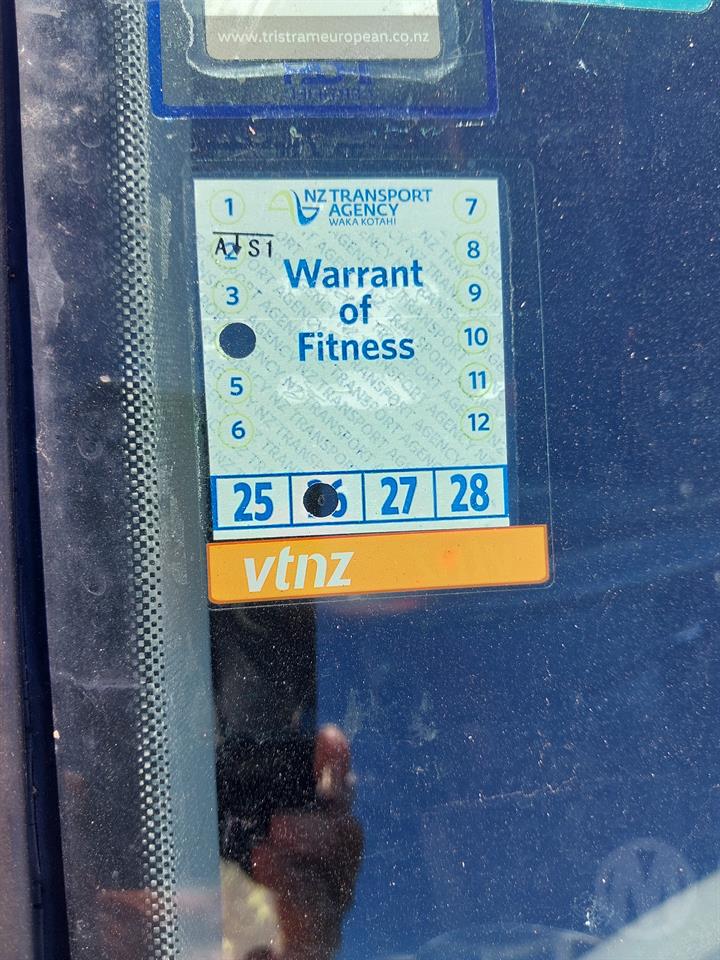 www.tristrameuropean.co.nz
NZ TRANSPORT
AGENCY
WAKA KOTAHI
1
7
A S1
8
Warrant
of
Fitness
3
9
10
5
11
6
12
25
27
28
vtnz